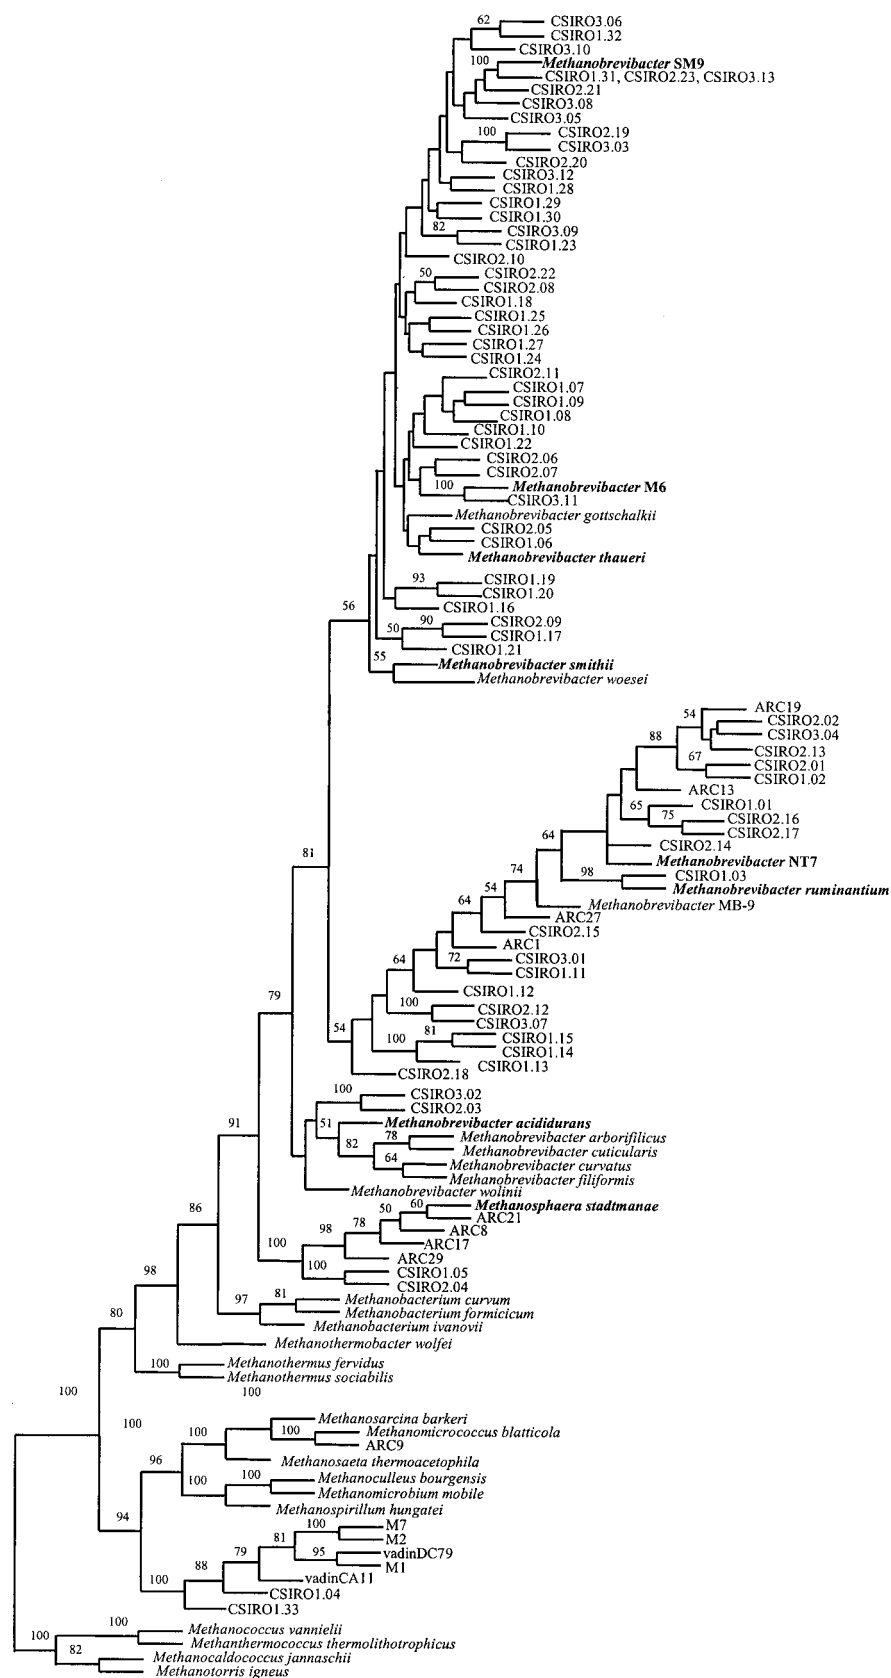 62
CSIRO3.06
CSIRO1.32
CSIRO3.10
100
Methanobrevibacter SM9
CSIRO1.31, CSIRO2.23, CSIRO3.13
CSIRO2.21
CSIRO3.08
CSIRO3.05
100
CSIRO2.19
CSIRO3.03
CSIRO2.20
CSIRO3.12
CSIRO1.28
CSIRO1.29
CSIRO1.30
82
CSIRO3.09
CSIRO1.23
CSIRO2.10
50
CSIRO2.22
CSIRO2.08
CSIRO1.18
CSIRO1.25
CSIRO1.26
CSIRO1.27
CSIRO1.24
CSIRO2.11
CSIRO1.07
CSIRO1.09
CSIRO1.08
CSIRO1.10
CSIRO1.22
CSIRO2.06
CSIRO2.07
100
Methanobrevibacter M6
CSIRO3.11
Methanobrevibacter gottschalkii
CSIRO2.05
CSIRO1.06
Methanobrevibacter thaueri
93
CSIRO1.19
CSIRO1.20
CSIRO1.16
56
90
CSIRO2.09
50
CSIRO1.17
CSIRO1.21
55
Methanobrevibacter smithii
Methanobrevibacter woesei
ARC19
54
CSIRO2.02
88
CSIRO3.04
CSIRO2.13
67
CSIRO2.01
CSIRO1.02
ARC13
65
CSIRO1.01
75
CSIRO2.16
CSIRO2.17
64
CSIRO2.14
81
Methanobrevibacter NT7
74
98
CSIRO1.03
54
Methanobrevibacter ruminantium
64
Methanobrevibacter MB-9
ARC27
CSIRO2.15
ARC1
64
72
CSIRO3.01
CSIRO1.11
CSIRO1.12
79
100
CSIRO2.12
CSIRO3.07
54
100
81
CSIRO1.15
CSIRO1.14
CSIRO1.13
CSIRO2.18
100
CSIRO3.02
CSIRO2.03
91
51
Methanobrevibacter acididurans
82
78
Methanobrevibacter arborifilicus
Methanobrevibacter cuticularis
64
Methanobrevibacter curvatus
Methanobrevibacter filiformis
Methanobrevibacter wolinii
86
60
Methanosphaera stadtmanae
50
ARC21
78
ARC8
98
ARC17
100
ARC29
100
CSIRO1.05
CSIRO2.04
98
97
81
Methanobacterium curvum
Methanobacterium formicicum
Methanobacterium ivanovii
80
Methanothermobacter wolfei
100
Methanothermus fervidus
Methanothermus sociabilis
100
100
100
Methanosarcina barkeri
100
100
Methanomicrococcus blatticola
ARC9
96
Methanosaeta thermoacetophila
100
100
Methanoculleus bourgensis
Methanomicrobium mobile
Methanospirillum hungatei
94
100
M7
81
M2
79
95
vadinDC79
88
M1
100
vadinCA11
CSIRO1.04
CSIRO1.33
100
100
Methanococcus vannielii
Methanthermococcus thermolithotrophicus
82
Methanocaldococcus jannaschii
Methanotorris igneus